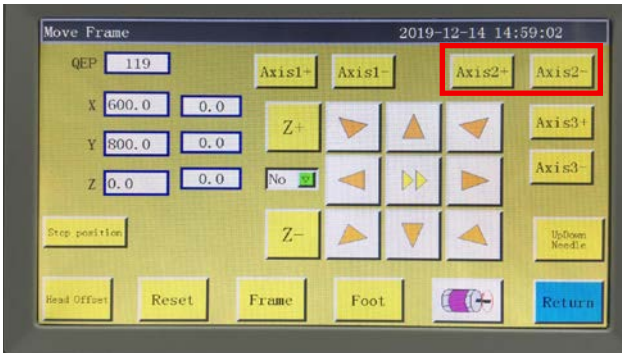 Move Frame 2019-12-14 14:59:02
QEP 119 Axis1+ Axis1- Axis2+ Axis2-
X 600.0 0.0 Z+ Axis3+
Y 800.0 0.0
Z 0.0 0.0 No Axis3-
Stop position Z- UpDown
Needle
Head Offset Reset Frame Foot Return